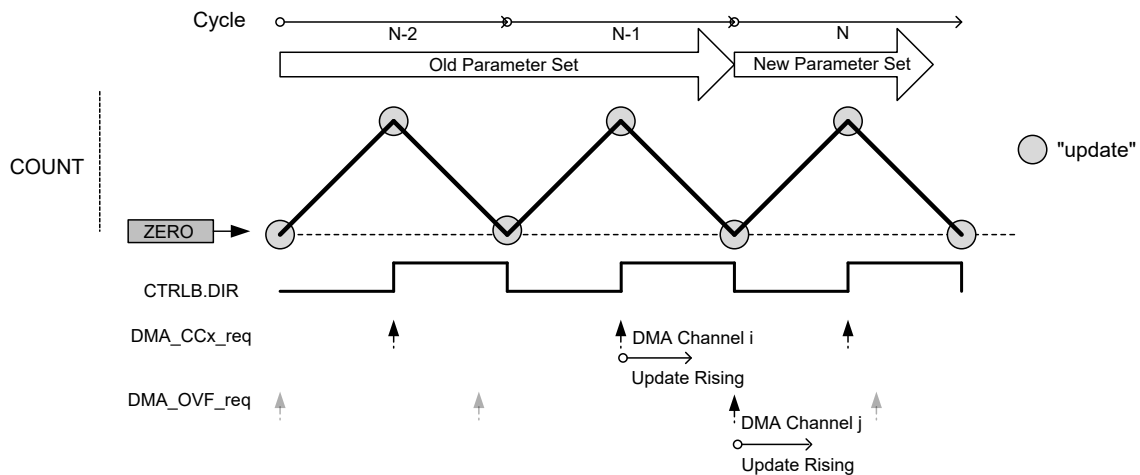 Cycle
N-2
N-1
N
Old Parameter Set
New Parameter Set
COUNT
"update"
ZERO
CTRLB.DIR
DMA_CCx_req
DMA Channel i
Update Rising
DMA_OVF_req
DMA Channel j
Update Rising